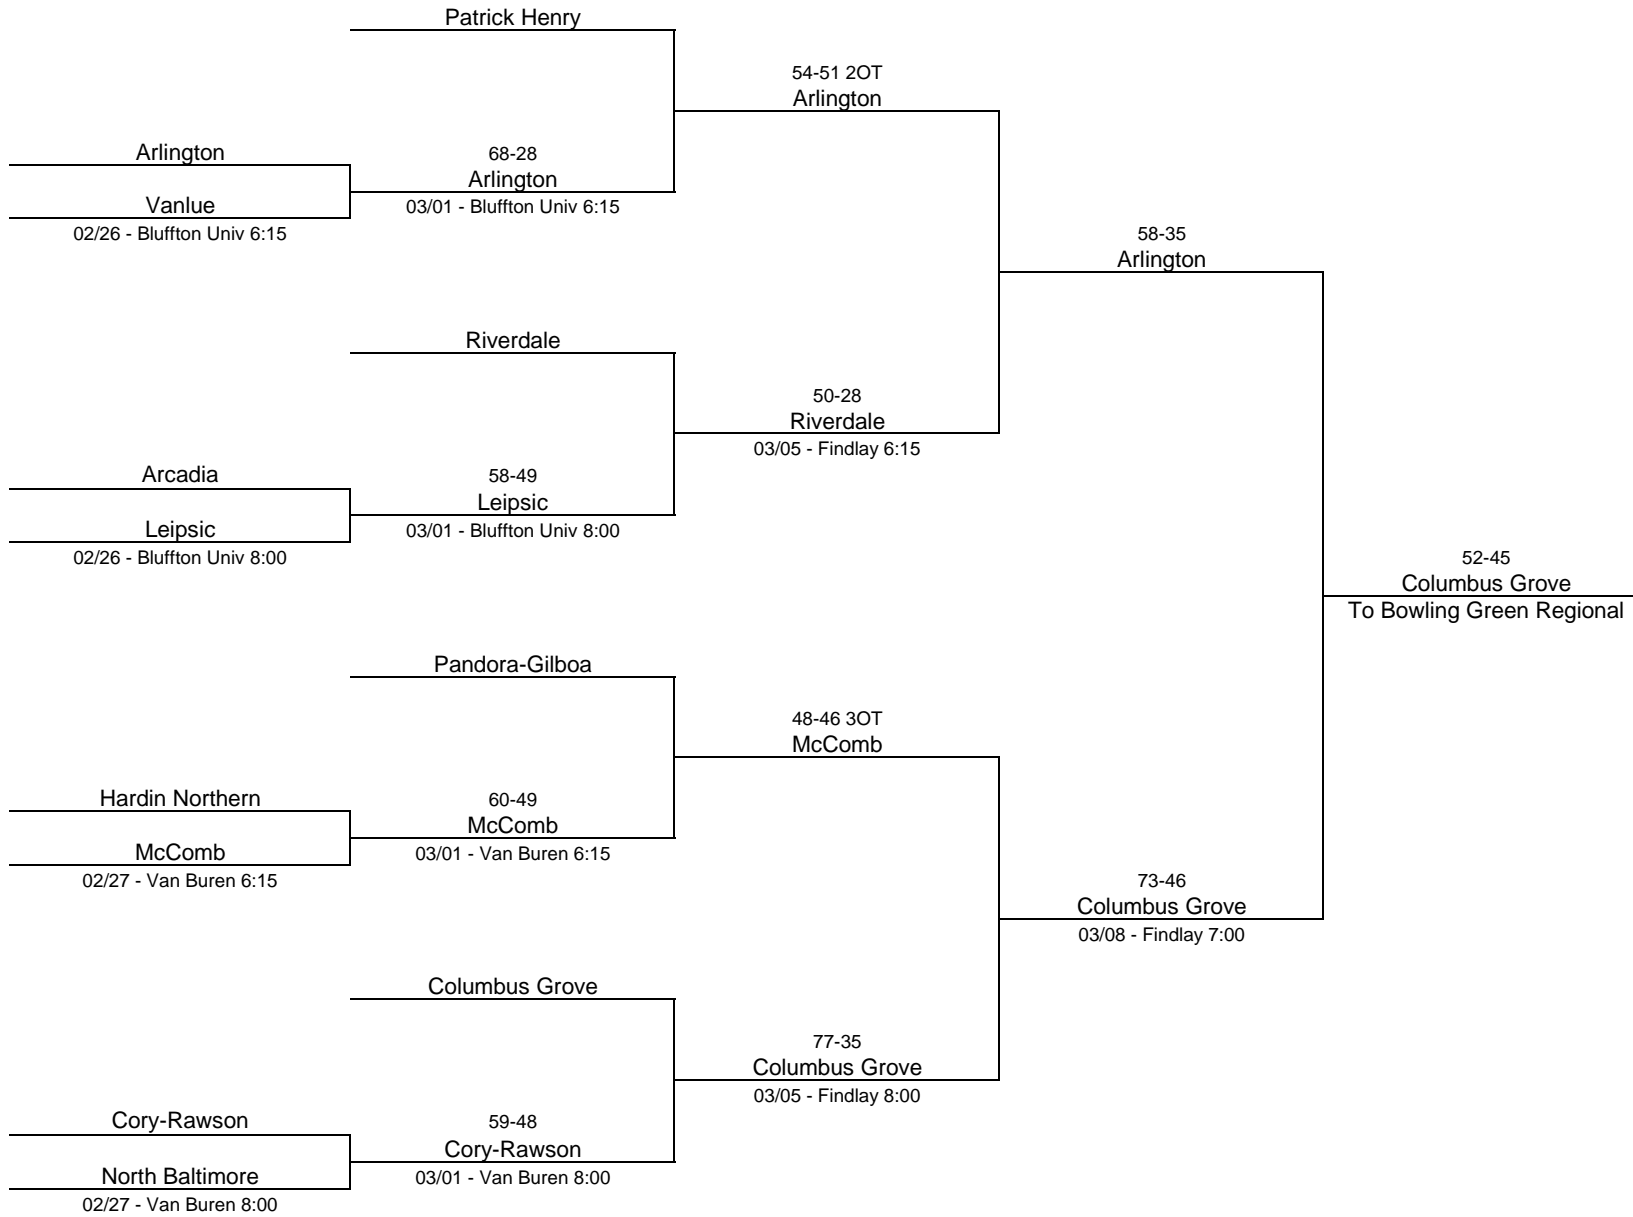 Patrick Henry
54-51 2OT
Arlington
Arlington
68-28
Arlington
Vanlue
03/01 - Bluffton Univ 6:15
02/26 - Bluffton Univ 6:15
58-35
Arlington
Riverdale
50-28
Riverdale
03/05 - Findlay 6:15
Arcadia
58-49
Leipsic
Leipsic
03/01 - Bluffton Univ 8:00
02/26 - Bluffton Univ 8:00
52-45
Columbus Grove
To Bowling Green Regional
Pandora-Gilboa
48-46 3OT
McComb
Hardin Northern
60-49
McComb
McComb
03/01 - Van Buren 6:15
02/27 - Van Buren 6:15
73-46
Columbus Grove
03/08 - Findlay 7:00
Columbus Grove
77-35
Columbus Grove
03/05 - Findlay 8:00
Cory-Rawson
59-48
Cory-Rawson
North Baltimore
03/01 - Van Buren 8:00
02/27 - Van Buren 8:00